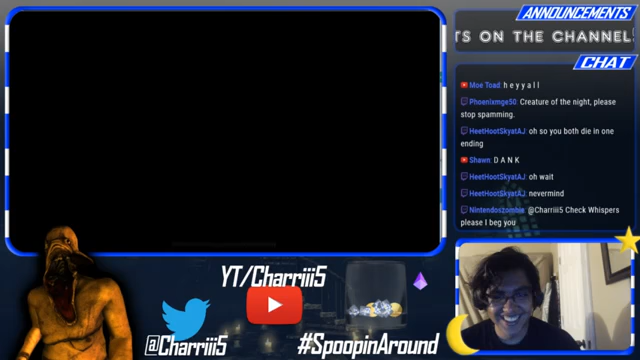 ANNOUNCEMENTS
TS ON THE CHANNEL!
CHAT
Moe Toad: h e y y a l l
Phoenixmge50: Creature of the night, please
stop spamming.
HeetHootSkyatAJ: oh so you both die in one
ending
Shawn: D A N K
HeetHootSkyatAJ: oh wait
HeetHootSkyatAJ: nevermind
Nintendoszombie: @Charriii5 Check Whispers
please I beg you
YT/Charriii5
@Charriii5
#SpoopinAround